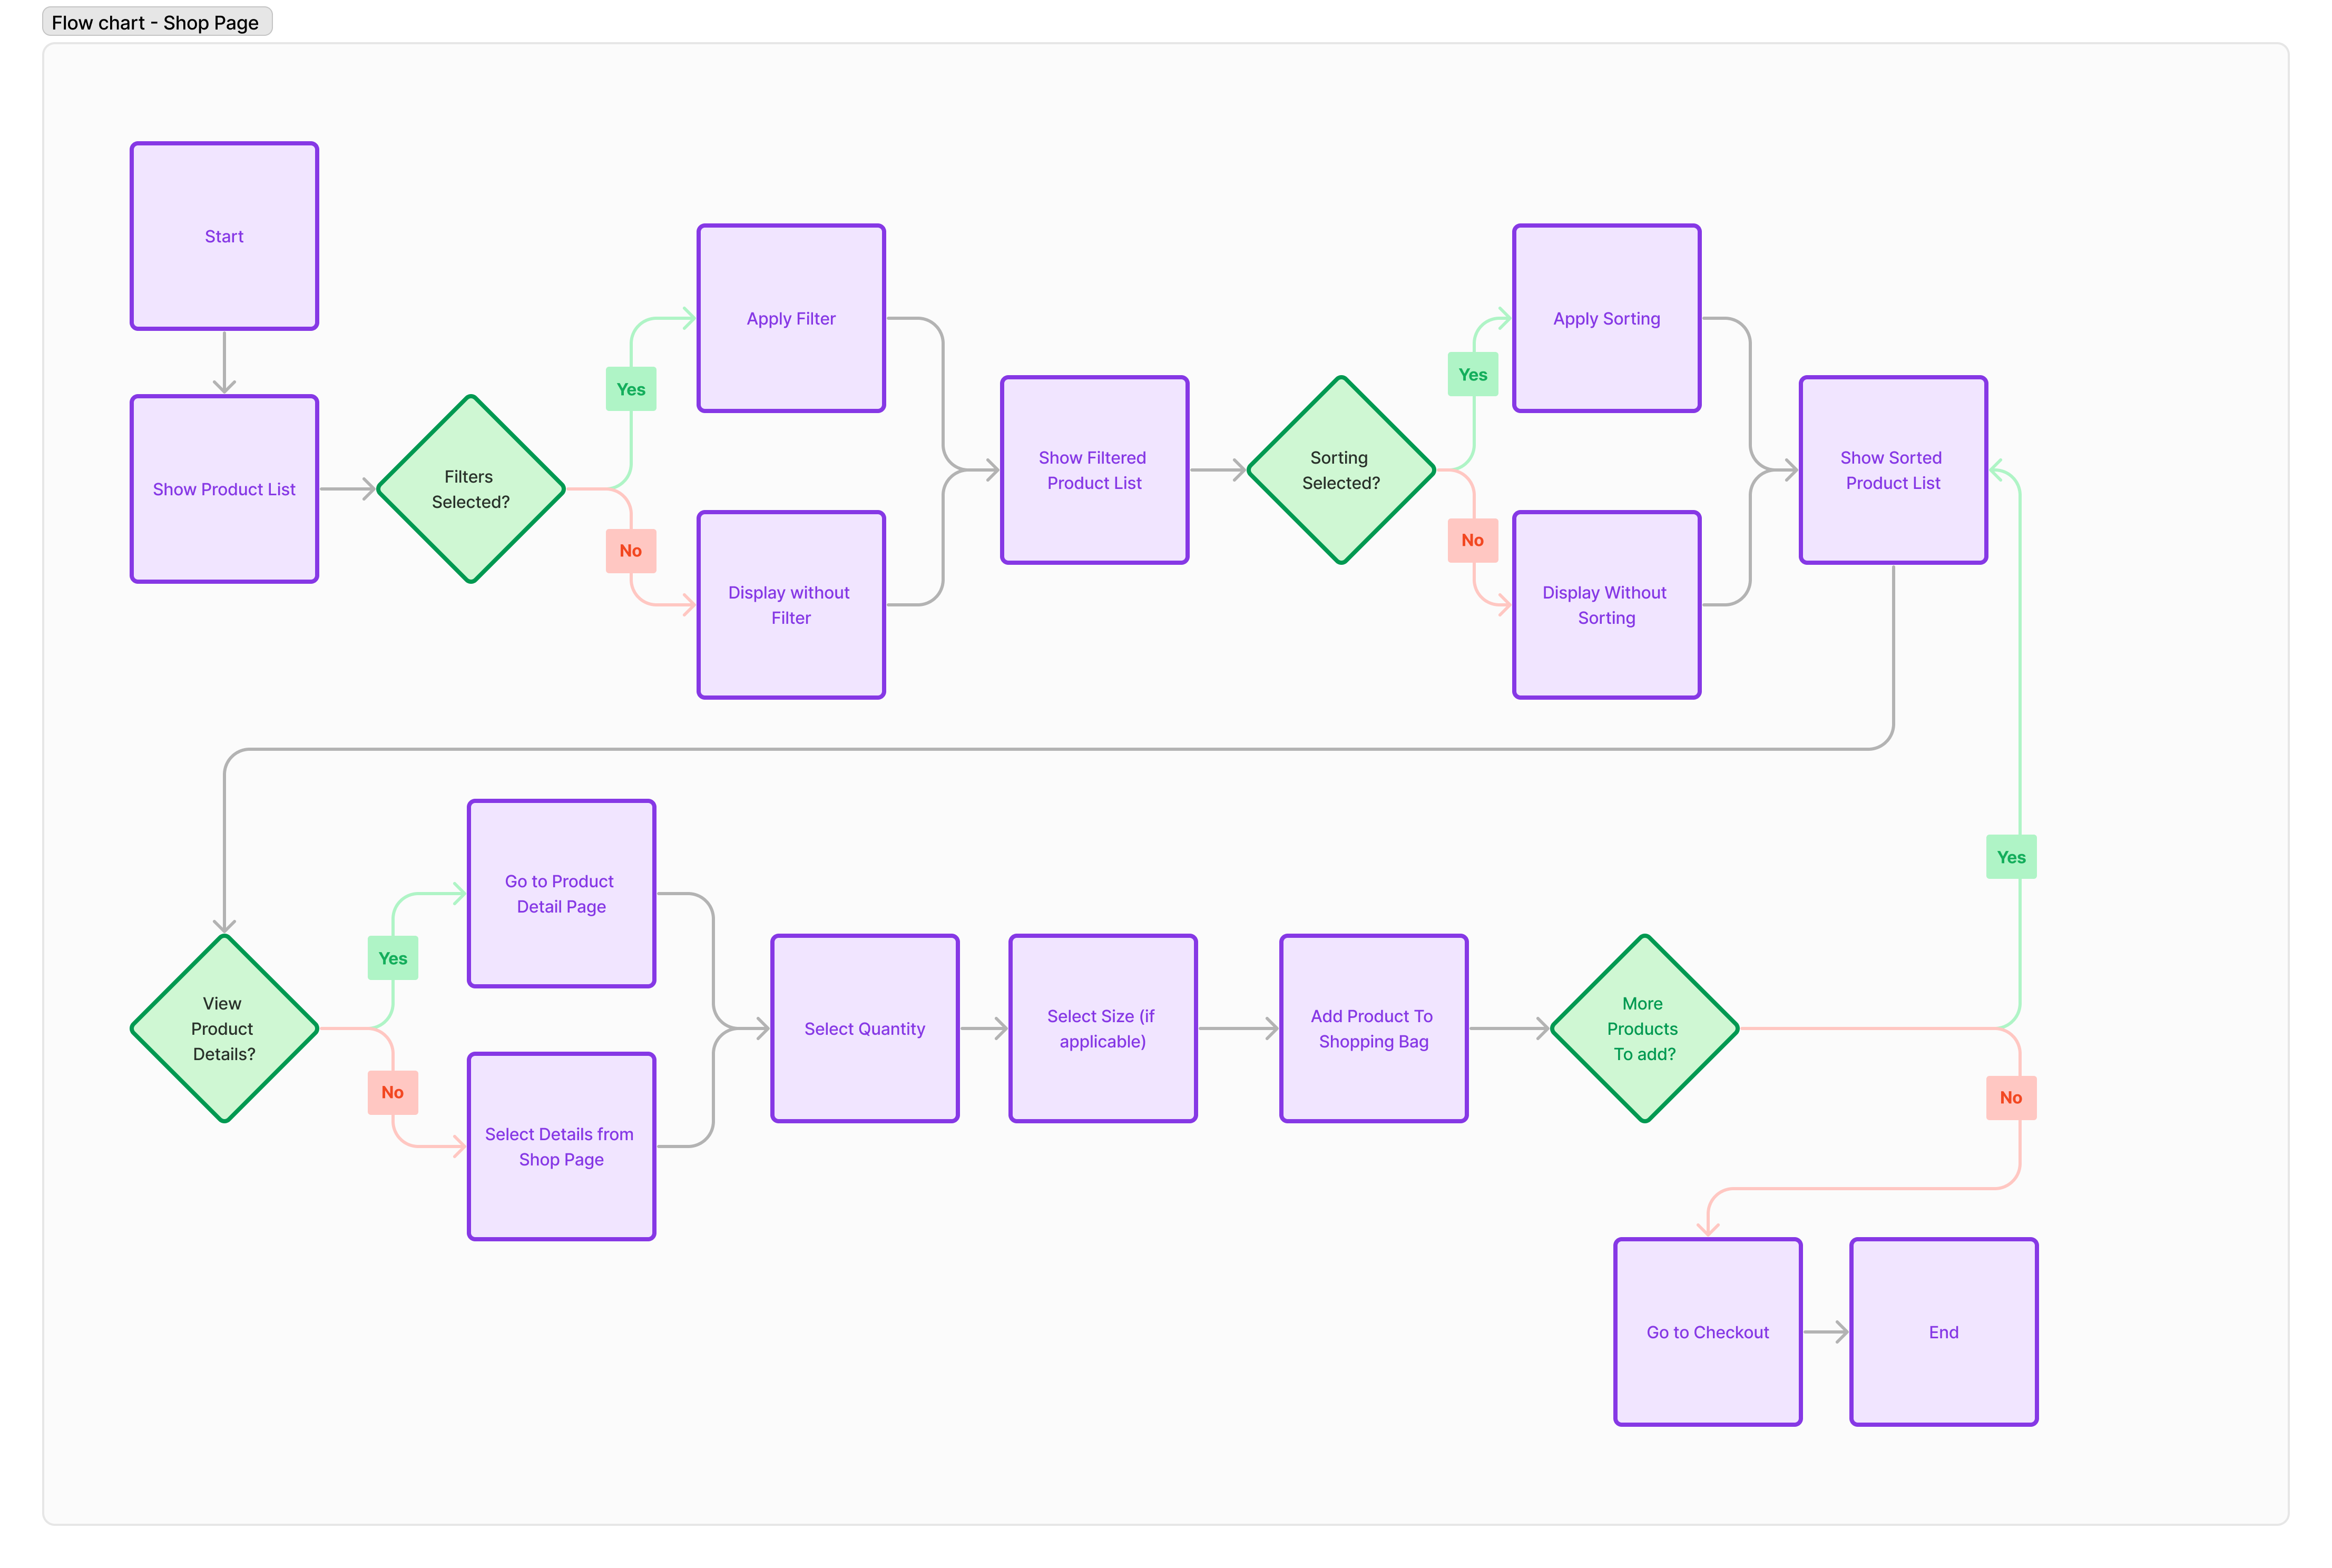 Flow chart - Shop Page
Start
Show Product List
Filters
Selected?
Yes
No
Apply Filter
Display without
Filter
Show Filtered
Product List
Sorting
Selected?
Yes
No
Apply Sorting
Display Without
Sorting
Show Sorted
Product List
View
Product
Details?
Yes
No
Go to Product
Detail Page
Select Details from
Shop Page
Select Quantity
Select Size (if
applicable)
Add Product To
Shopping Bag
More
Products
To add?
Yes
No
Go to Checkout
End